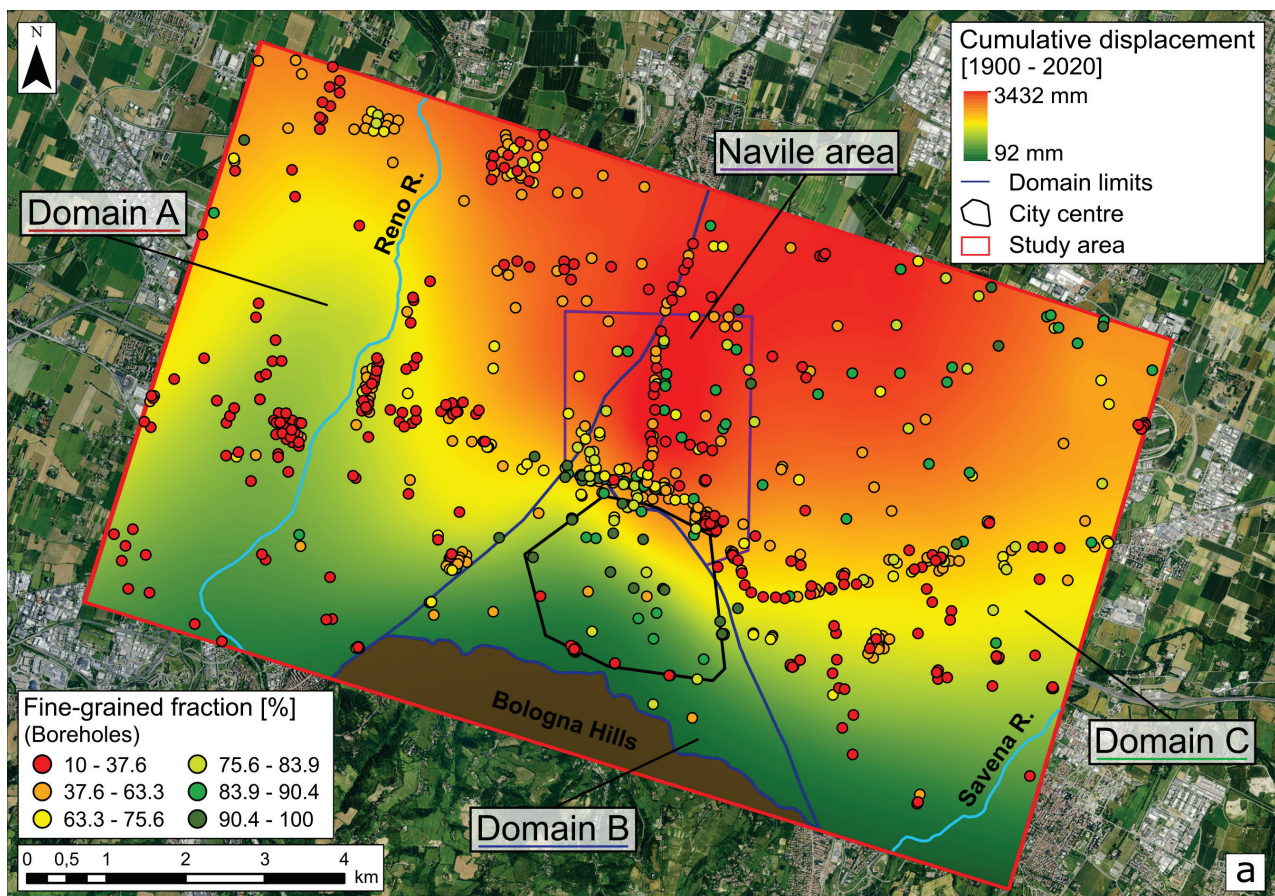 N
Cumulative displacement
[1900 - 2020]
3432 mm
92 mm
Domain limits
City centre
Study area
Navile area
Domain A
Reno R.
Bologna Hills
Savena R.
Domain C
Domain B
Fine-grained fraction [%]
(Boreholes)
10 - 37.6
75.6 - 83.9
37.6 - 63.3
83.9 - 90.4
63.3 - 75.6
90.4 - 100
0 0,5 1 2 3 4
km
a